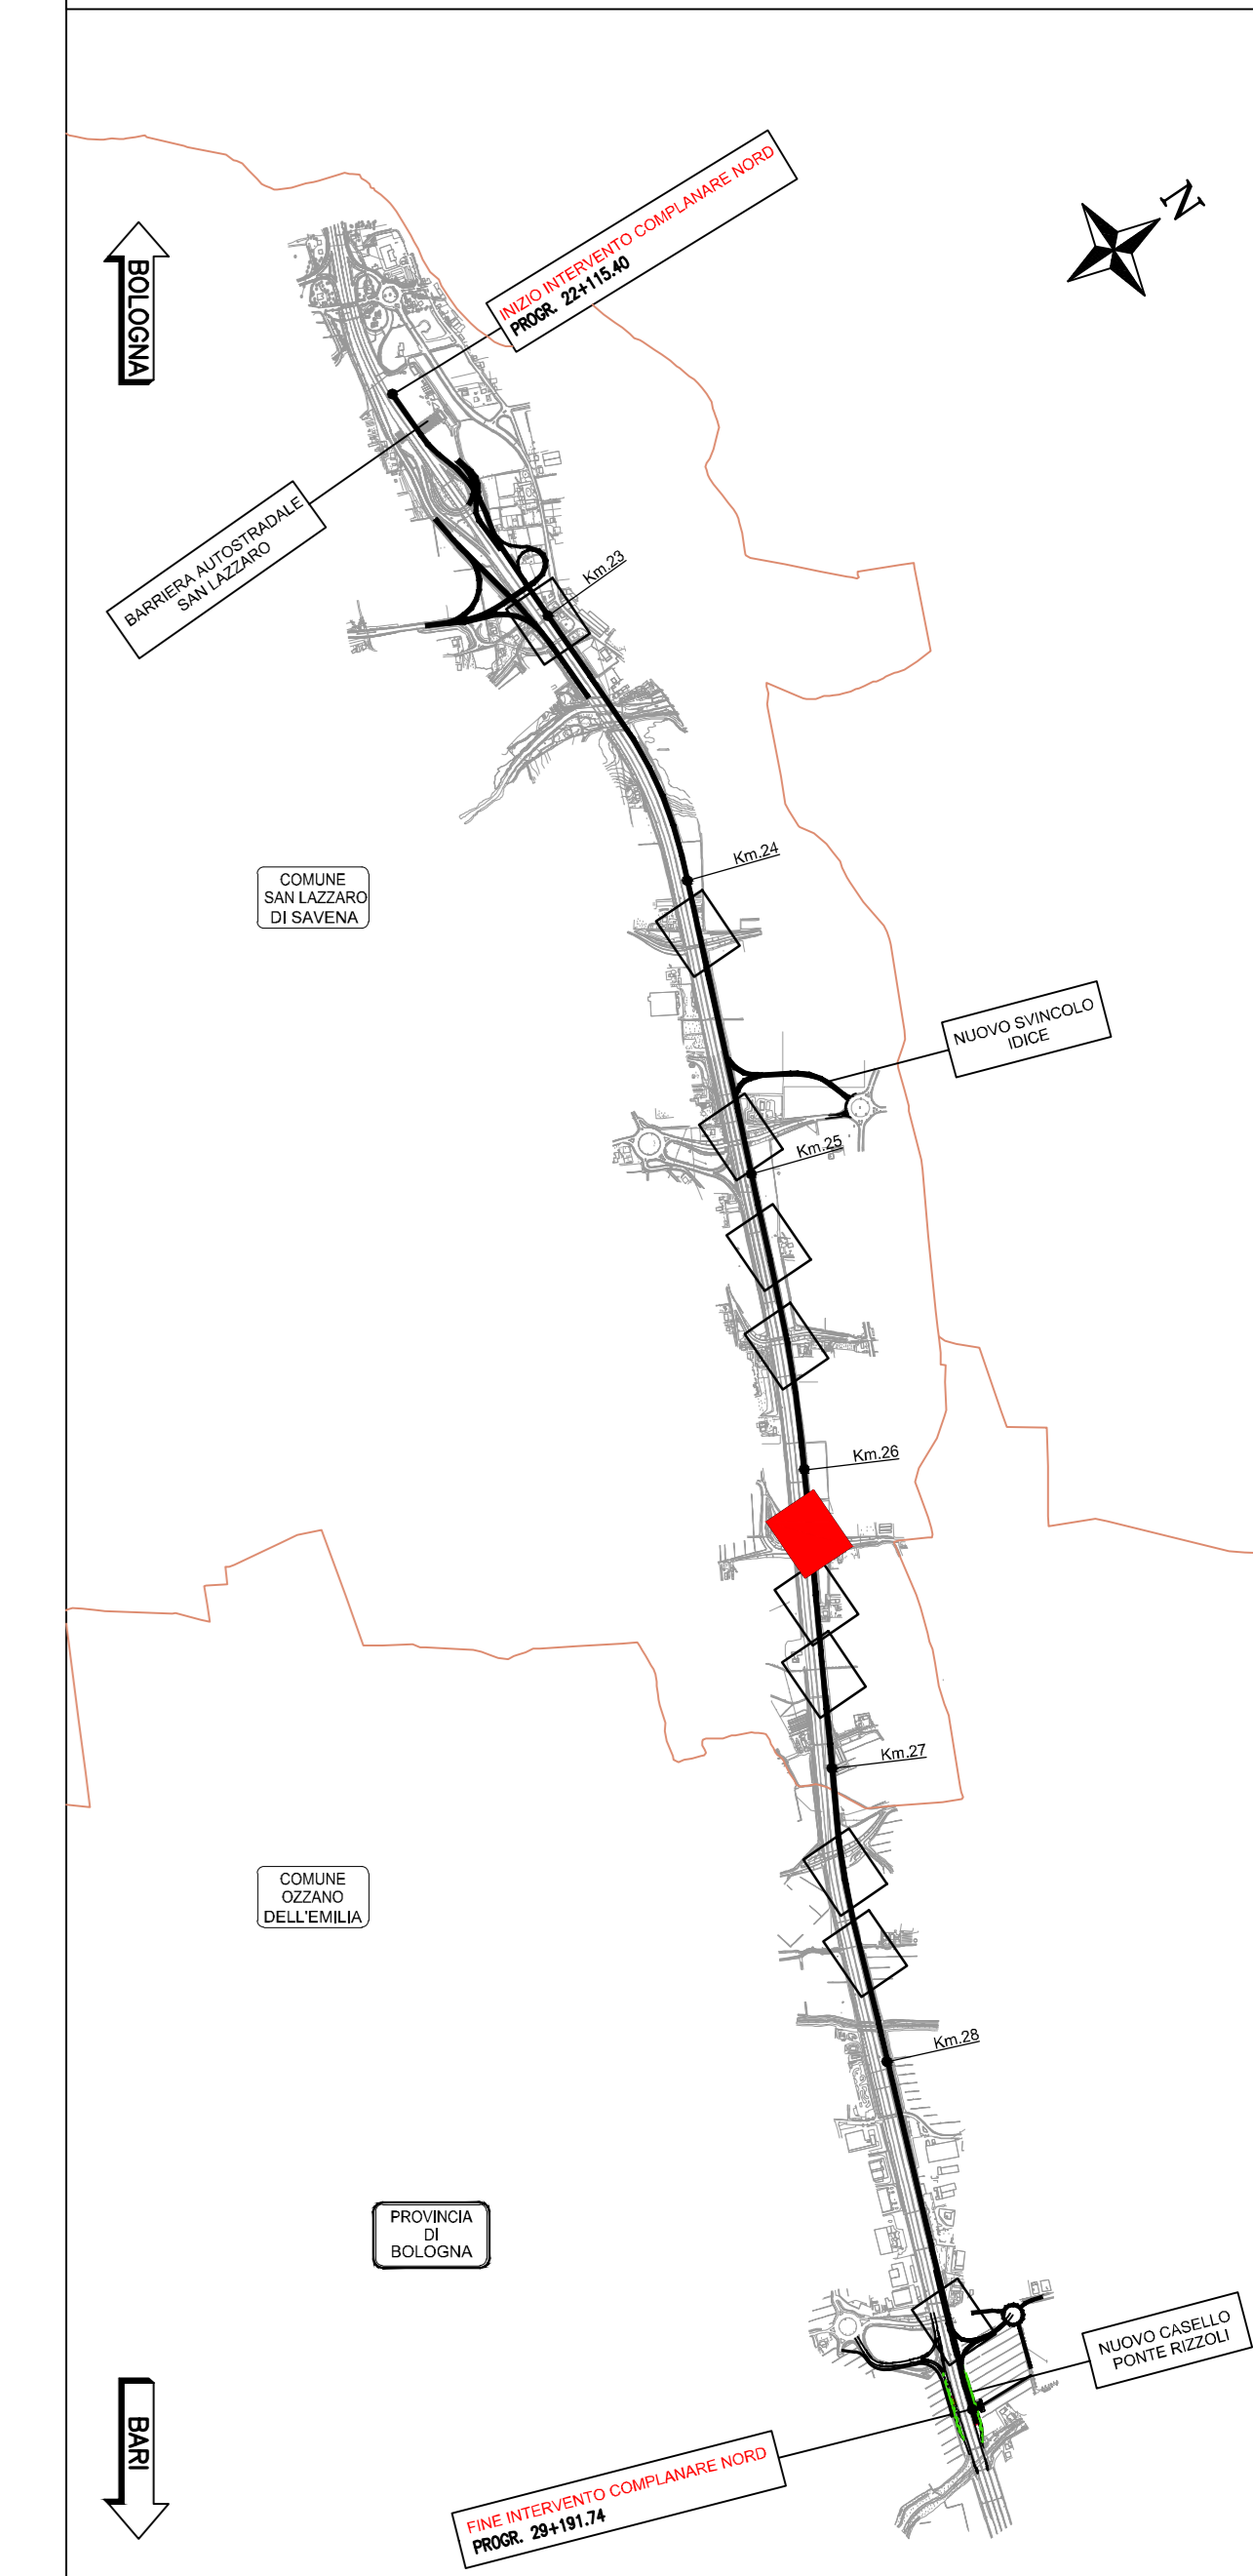 INIZIO INTERVENTO COMPLANARE NORD
PROGR. 22+115.40
N
BOLOGNA
BARRIERA AUTOSTRADALE
SAN LAZZARO
Km.23
Km.24
COMUNE
SAN LAZZARO
DI SAVENA
NUOVO SVINCOLO
IDICE
Km.25
Km.26
Km.27
COMUNE
OZZANO
DELL'EMILIA
Km.28
PROVINCIA
DI
BOLOGNA
NUOVO CASELLO
PONTE RIZZOLI
BARI
FINE INTERVENTO COMPLANARE NORD
PROGR. 29+191.74